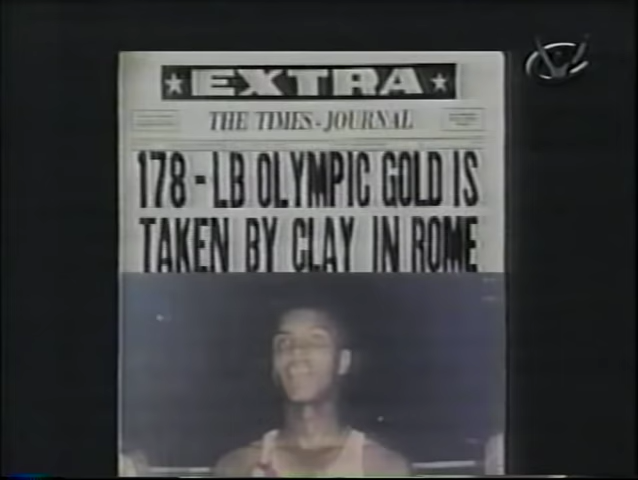 EXTRA
THE TIMES-JOURNAL
178-LB OLYMPIC GOLD IS
TAKEN BY CLAY IN ROME